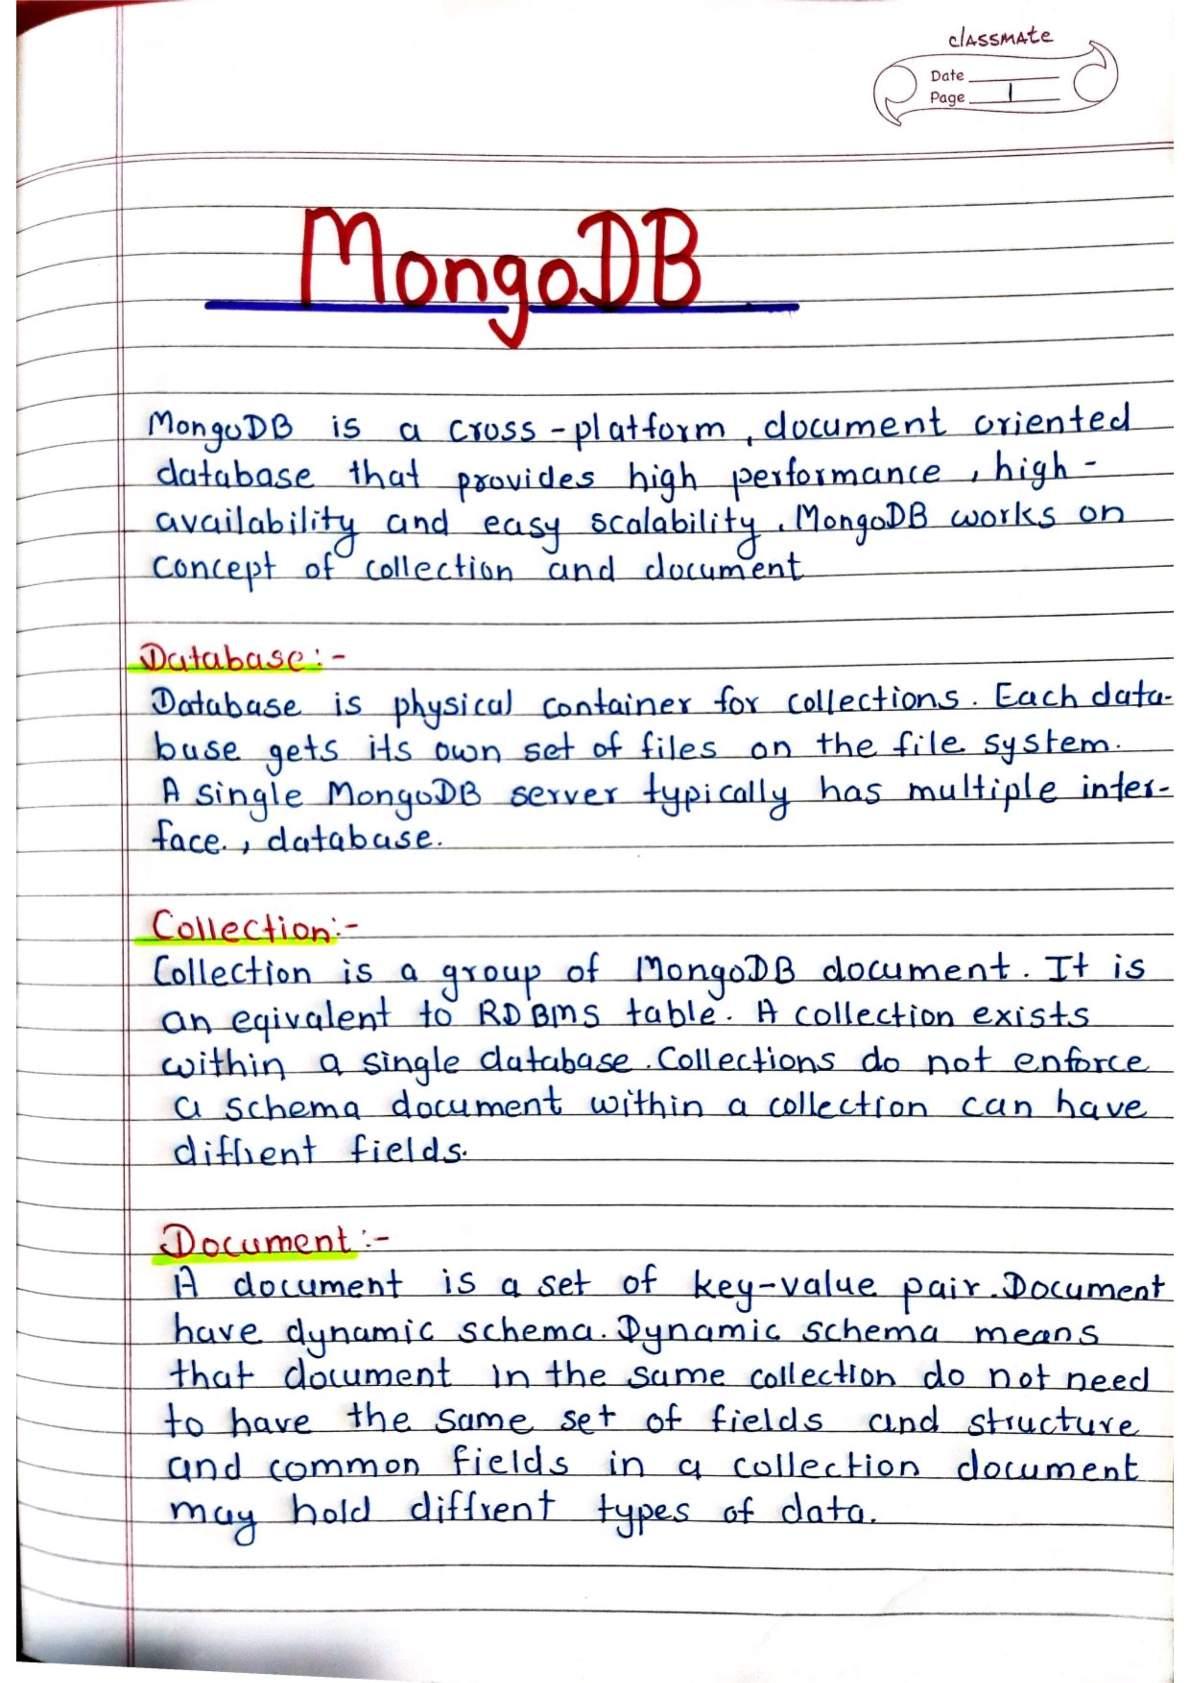 classmate
Date
Page 1
MongoDB
MongoDB is a cross-platform, document oriented
database that provides high performance, high-
availability and easy scalability. MongoDB works on
concept of collection and document
Database:-
Database is physical container for collections. Each data-
base gets its own set of files on the file system.
A single MongoDB server typically has multiple inter-
face., database.
Collection:-
Collection is a group of MongoDB document. It is
an eqivalent to RDBMS table. A collection exists
within a single database. Collections do not enforce
a schema document within a collection can have
diffrent fields.
Document:-
A document is a set of key-value pair. Document
have dynamic schema. Dynamic schema means
that document in the same collection do not need
to have the same set of fields and structure
and common fields in a collection document
may hold diffrent types of data.